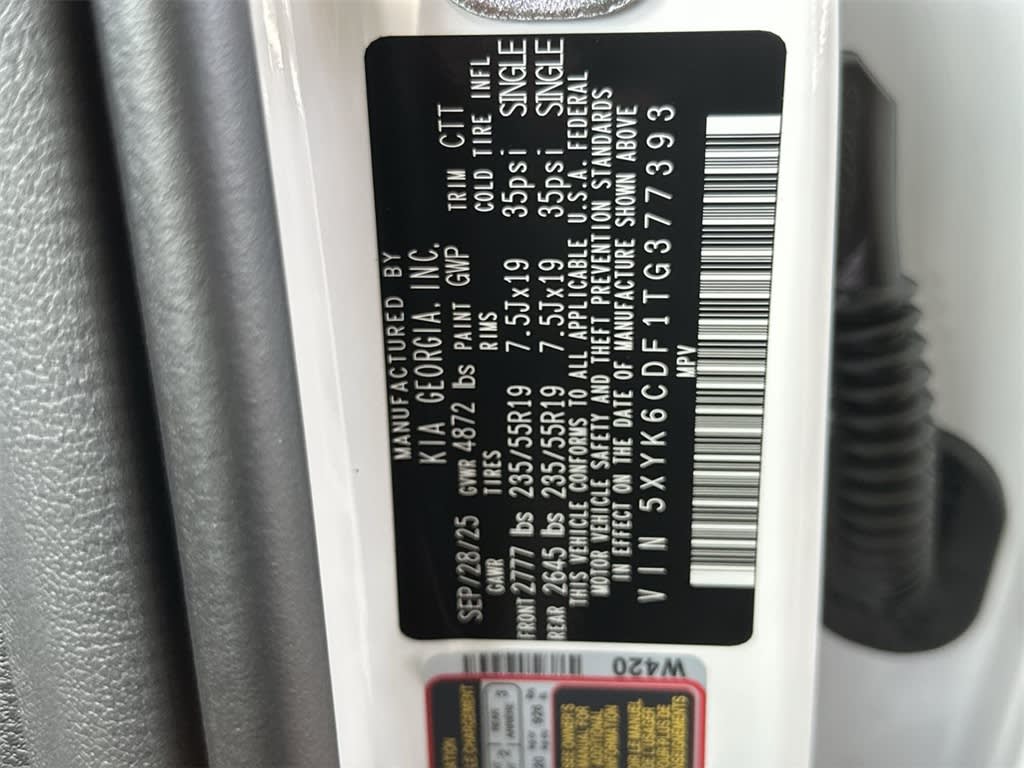 MANUFACTURED BY
KIA GEORGIA. INC.
SEP/28/25 GVWR 4872 lbs PAINT GWP TRIM CTT
GAWR TIRES RIMS COLD TIRE INFL
FRONT 2777 lbs 235/55R19 7.5Jx19 35psi SINGLE
REAR 2645 lbs 235/55R19 7.5Jx19 35psi SINGLE
THIS VEHICLE CONFORMS TO ALL APPLICABLE U.S.A. FEDERAL
MOTOR VEHICLE SAFETY AND THEFT PREVENTION STANDARDS
IN EFFECT ON THE DATE OF MANUFACTURE SHOWN ABOVE
VIN 5XYK6CDF1TG377393
MPV
W420